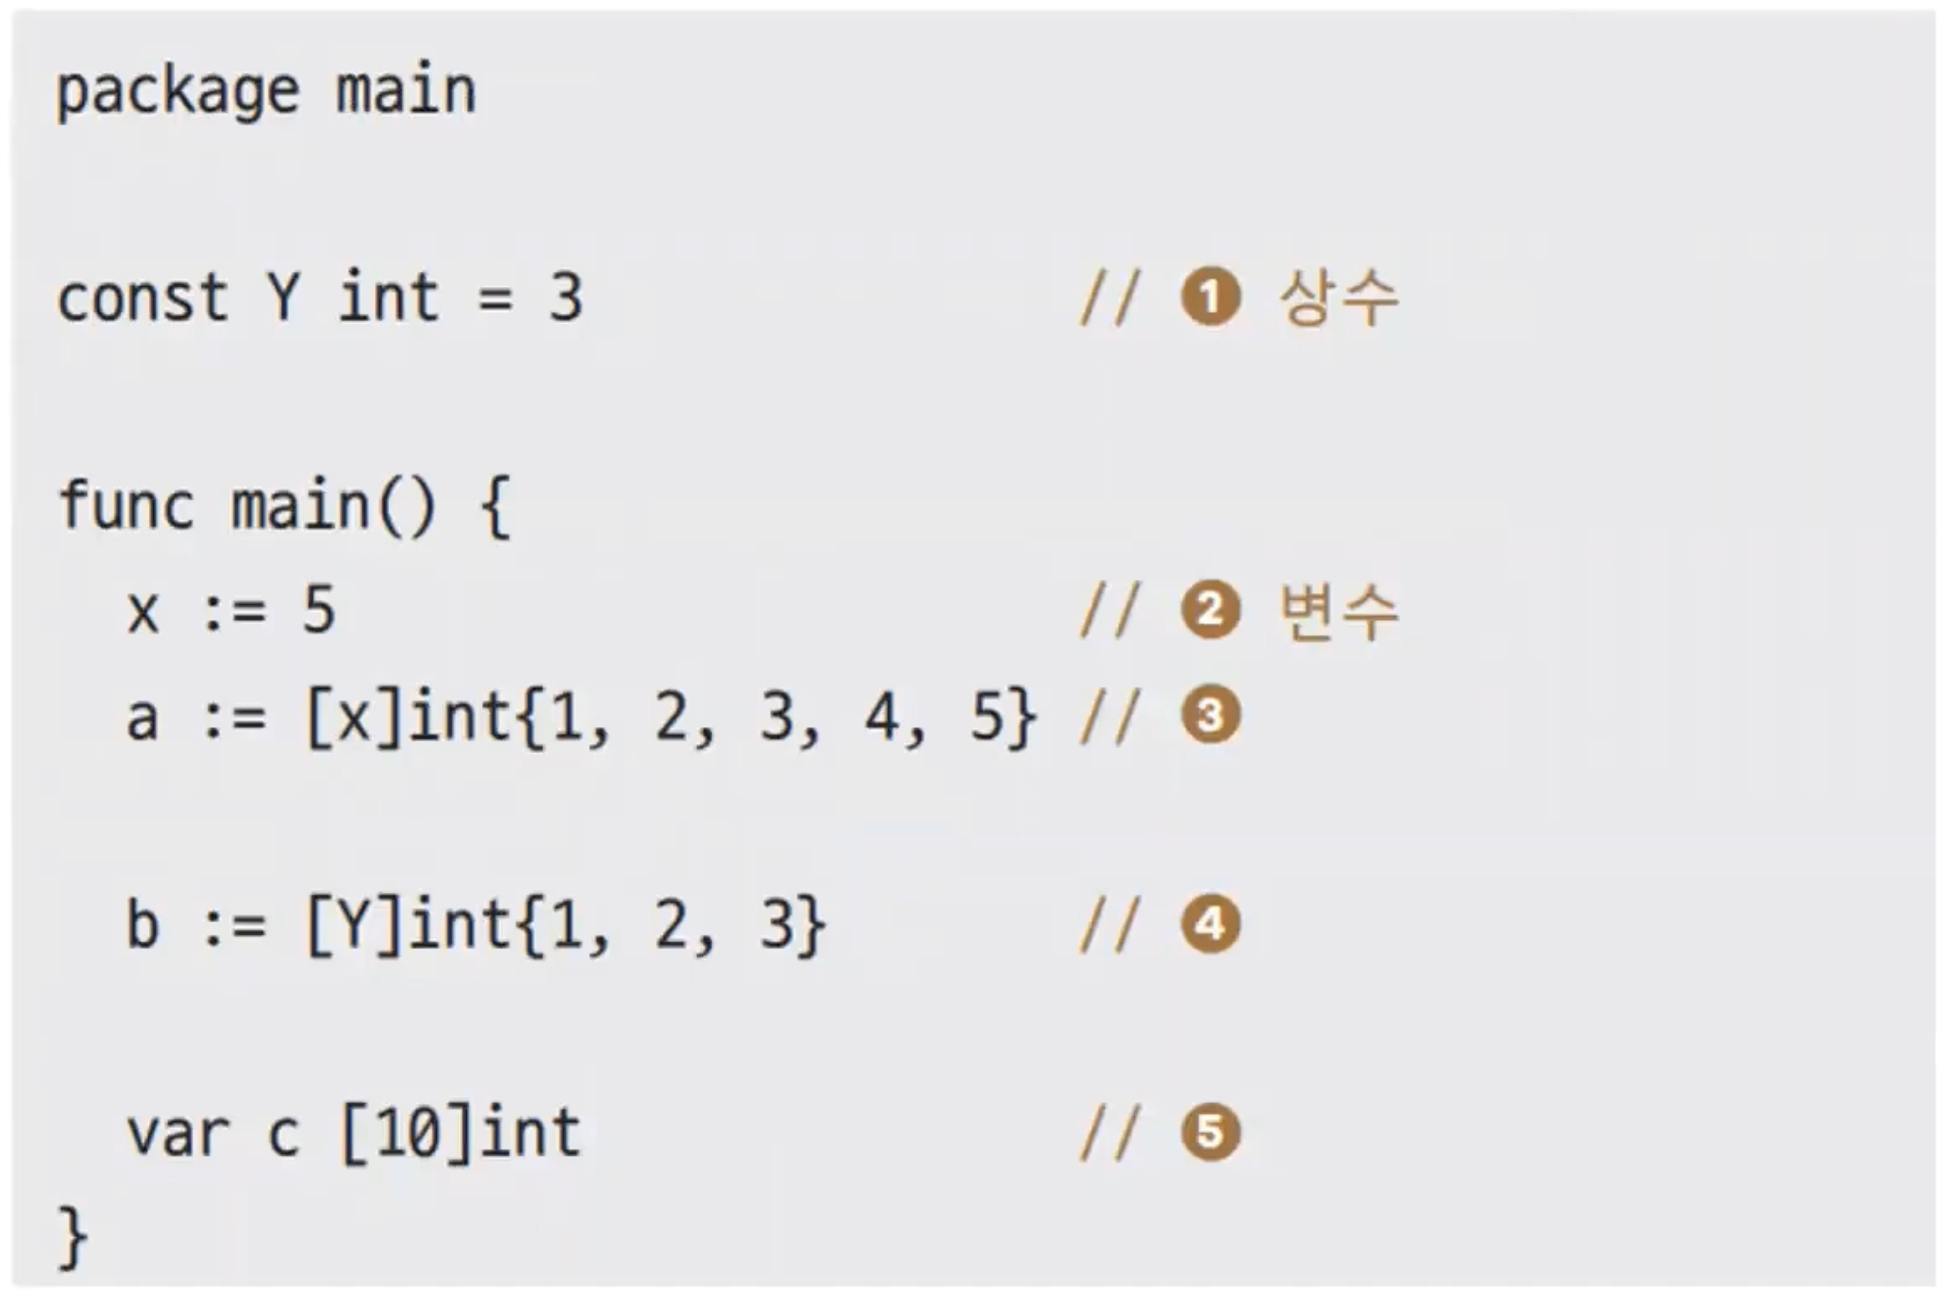 package main
const Y int = 3 // ❶ 상수
func main() {
x := 5 // ❷ 변수
a := [x]int{1, 2, 3, 4, 5} // ❸
b := [Y]int{1, 2, 3} // ❹
var c [10]int // ❺
}